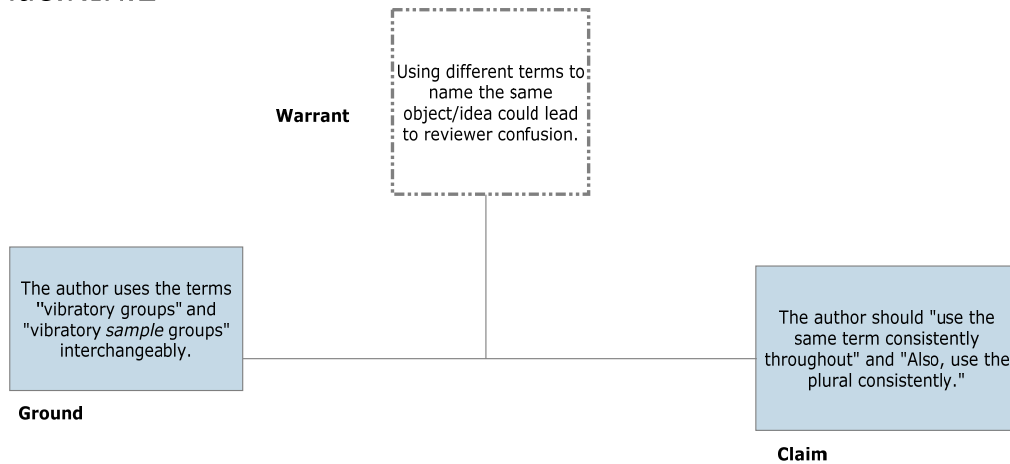 Using different terms to
name the same
object/idea could lead
to reviewer confusion.
Warrant
The author uses the terms
"vibratory groups" and
"vibratory sample groups"
interchangeably.
Ground
The author should "use the
same term consistently
throughout" and "Also, use the
plural consistently."
Claim